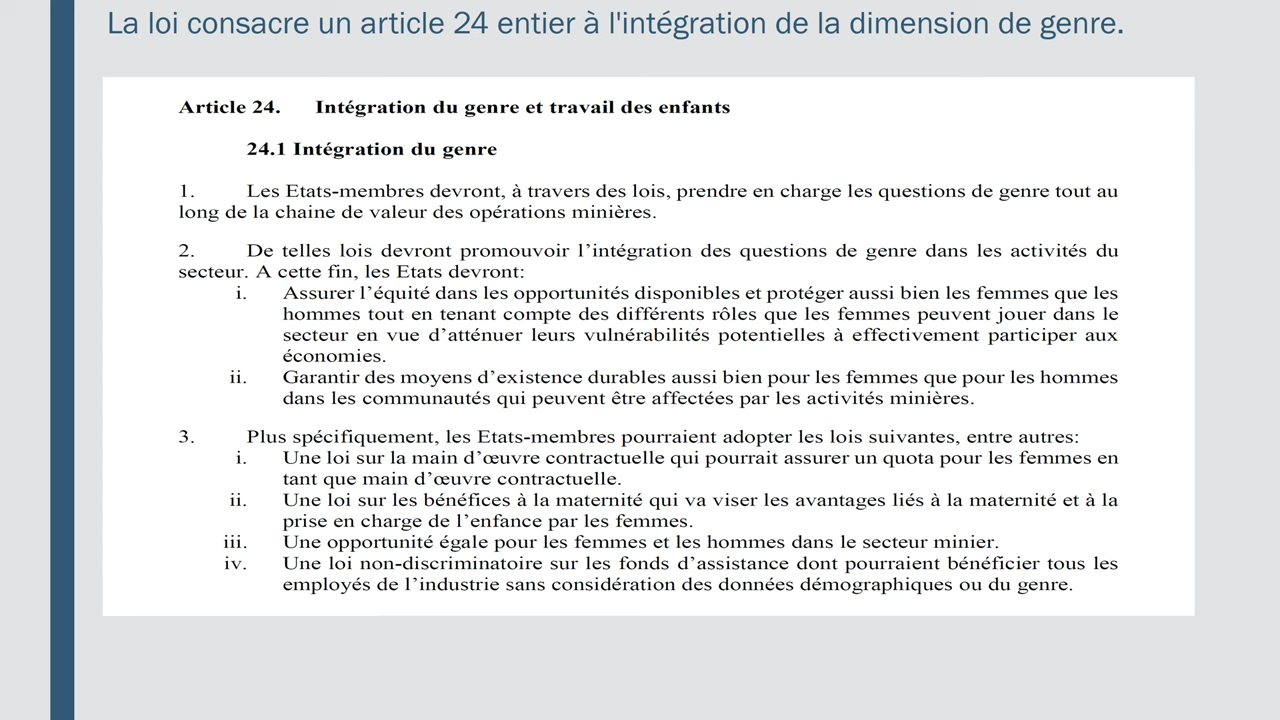 La loi consacre un article 24 entier à l'intégration de la dimension de genre.
Article 24. Intégration du genre et travail des enfants
24.1 Intégration du genre
1. Les Etats-membres devront, à travers des lois, prendre en charge les questions de genre tout au
long de la chaine de valeur des opérations minières.
2. De telles lois devront promouvoir l’intégration des questions de genre dans les activités du
secteur. A cette fin, les Etats devront:
i. Assurer l’équité dans les opportunités disponibles et protéger aussi bien les femmes que les
hommes tout en tenant compte des différents rôles que les femmes peuvent jouer dans le
secteur en vue d’atténuer leurs vulnérabilités potentielles à effectivement participer aux
économies.
ii. Garantir des moyens d’existence durables aussi bien pour les femmes que pour les hommes
dans les communautés qui peuvent être affectées par les activités minières.
3. Plus spécifiquement, les Etats-membres pourraient adopter les lois suivantes, entre autres:
i. Une loi sur la main d’œuvre contractuelle qui pourrait assurer un quota pour les femmes en
tant que main d’œuvre contractuelle.
ii. Une loi sur les bénéfices à la maternité qui va viser les avantages liés à la maternité et à la
prise en charge de l’enfance par les femmes.
iii. Une opportunité égale pour les femmes et les hommes dans le secteur minier.
iv. Une loi non-discriminatoire sur les fonds d’assistance dont pourraient bénéficier tous les
employés de l’industrie sans considération des données démographiques ou du genre.